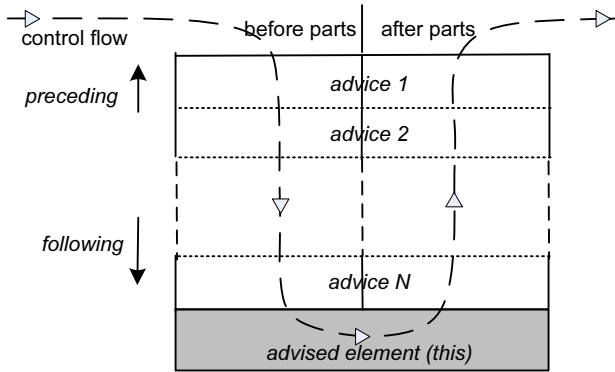 before parts after parts
control flow
advice 1
preceding
advice 2
following
advice N
advised element (this)